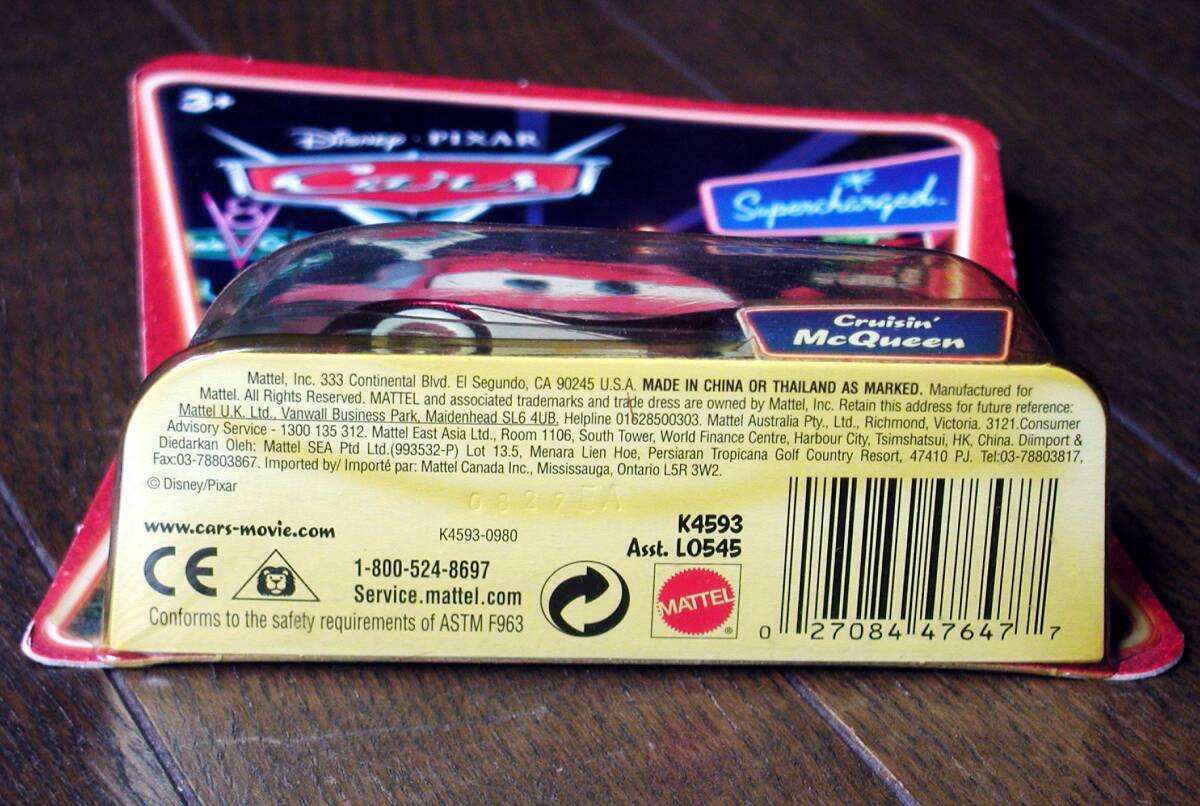 3+
Disney · PIXAR
Cars
V8
Supercharged™
Cruisin'
McQueen
Mattel, Inc. 333 Continental Blvd. El Segundo, CA 90245 U.S.A. MADE IN CHINA OR THAILAND AS MARKED. Manufactured for
Mattel. All Rights Reserved. MATTEL and associated trademarks and trade dress are owned by Mattel, Inc. Retain this address for future reference:
Mattel U.K. Ltd., Vanwall Business Park, Maidenhead SL6 4UB. Helpline 01628500303. Mattel Australia Pty., Ltd., Richmond, Victoria. 3121.Consumer
Advisory Service - 1300 135 312. Mattel East Asia Ltd., Room 1106, South Tower, World Finance Centre, Harbour City, Tsimshatsui, HK, China. Diimport &
Diedarkan Oleh: Mattel SEA Ptd Ltd.(993532-P) Lot 13.5, Menara Lien Hoe, Persiaran Tropicana Golf Country Resort, 47410 PJ. Tel:03-78803817,
Fax:03-78803867. Imported by/ Importé par: Mattel Canada Inc., Mississauga, Ontario L5R 3W2.
© Disney/Pixar
0827EA
www.cars-movie.com
K4593-0980
K4593
Asst. L0545
CE
1-800-524-8697
Service.mattel.com
Conforms to the safety requirements of ASTM F963
MATTEL®
0 27084 47647 7